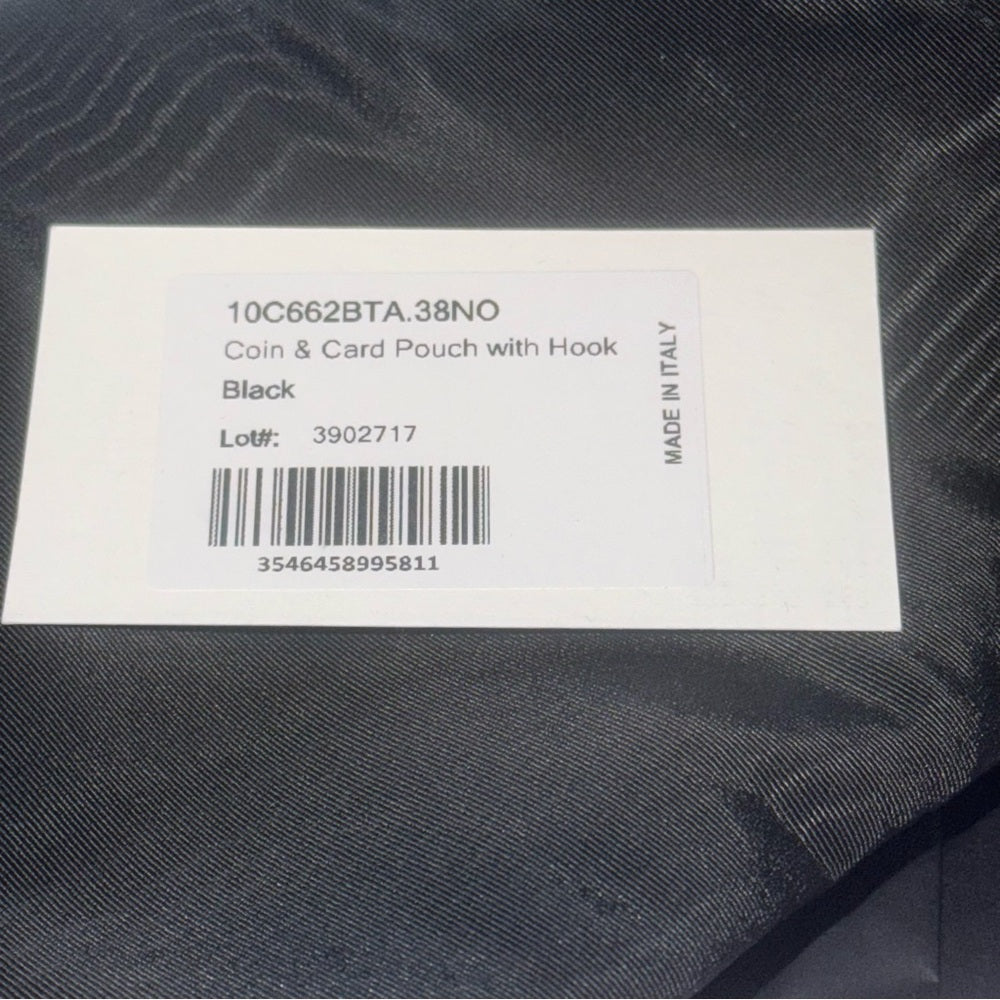 10C662BTA.38NO
Coin & Card Pouch with Hook
Black
Lot#: 3902717
3546458995811
MADE IN ITALY